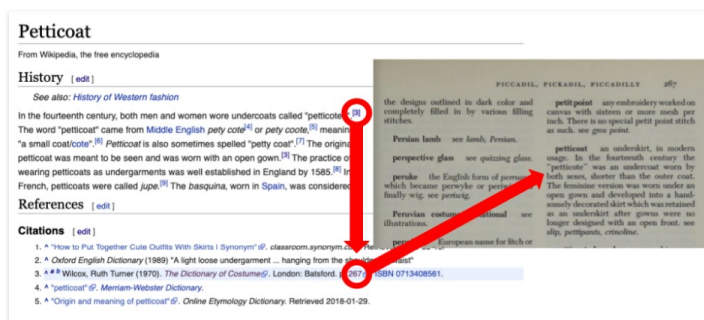 Petticoat
From Wikipedia, the free encyclopedia
History [ edit ]
See also: History of Western fashion
In the fourteenth century, both men and women wore undercoats called "petticotes".[3]
The word "petticoat" came from Middle English pety cote[4] or pety coote,[5] meaning
"a small coat/cote".[6] Petticoat is also sometimes spelled "petty coat".[7] The original
petticoat was meant to be seen and was worn with an open gown.[3] The practice of
wearing petticoats as undergarments was well established in England by 1585.[8] In
French, petticoats were called jupe.[9] The basquina, worn in Spain, was considered
References [ edit ]
Citations [ edit ]
1. ^ "How to Put Together Cute Outfits With Skirts | Synonym". classroom.synonym.com.
2. ^ Oxford English Dictionary (1989) "A light loose undergarment ... hanging from the shoulders or waist"
3. ^ a b Wilcox, Ruth Turner (1970). The Dictionary of Costume. London: Batsford. p. 267. ISBN 0713408561.
4. ^ "petticoat". Merriam-Webster Dictionary.
5. ^ "Origin and meaning of petticoat". Online Etymology Dictionary. Retrieved 2018-01-29.
PICCADIL, PICKADIL, PICCADILLY 267
the designs outlined in dark color and
completely filled in by various filling
stitches.
Persian lamb see lamb, Persian.
perspective glass see quizzing glass.
peruke the English form of
which became perwyke or
finally wig. see periwig.
Peruvian see
illustrations.
European name for fitch or
petit point any embroidery worked on
canvas with sixteen or more mesh per
inch. There is no special petit point stitch
as such. see gros point.
petticoat an underskirt, in modern
usage. In the fourteenth century the
"petticote" was an undercoat worn by
both sexes, shorter than the outer coat.
The feminine version was worn under an
open gown and developed into a hand-
somely decorated skirt which was retained
as an underskirt after gowns were no
longer designed with an open front. see
slip, pettipants, crinoline.